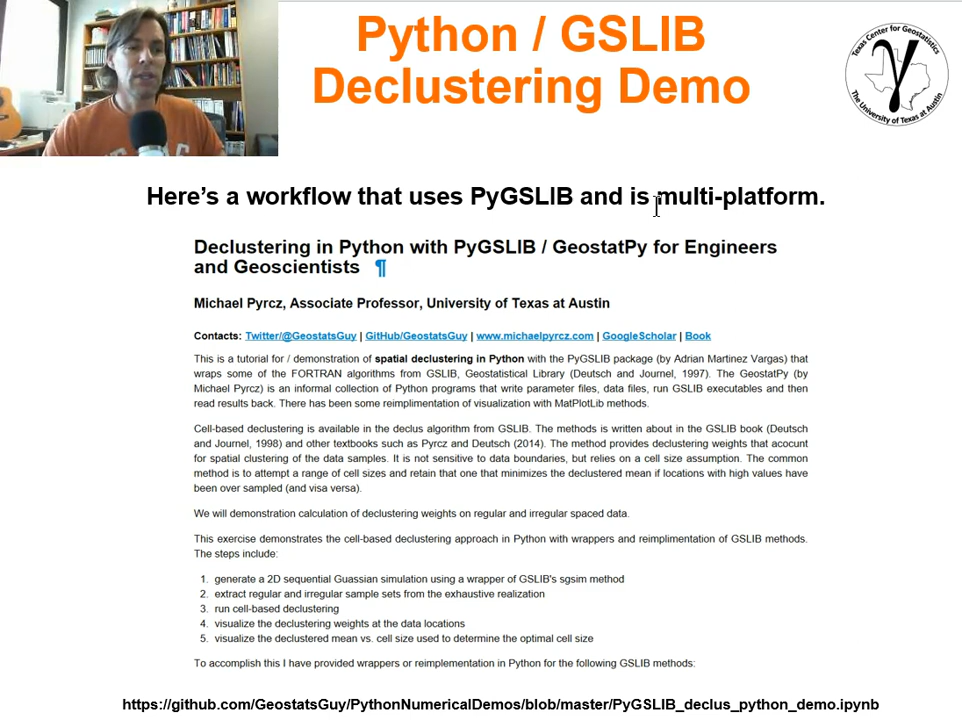 Python / GSLIB
Declustering Demo
Texas Center for Geostatistics
The University of Texas at Austin
γ
Here's a workflow that uses PyGSLIB and is multi-platform.
Declustering in Python with PyGSLIB / GeostatPy for Engineers
and Geoscientists ¶
Michael Pyrcz, Associate Professor, University of Texas at Austin
Contacts: Twitter/@GeostatsGuy | GitHub/GeostatsGuy | www.michaelpyrcz.com | GoogleScholar | Book
This is a tutorial for / demonstration of spatial declustering in Python with the PyGSLIB package (by Adrian Martinez Vargas) that
wraps some of the FORTRAN algorithms from GSLIB, Geostatistical Library (Deutsch and Journel, 1997). The GeostatPy (by
Michael Pyrcz) is an informal collection of Python programs that write parameter files, data files, run GSLIB executables and then
read results back. There has been some reimplimentation of visualization with MatPlotLib methods.
Cell-based declustering is available in the declus algorithm from GSLIB. The methods is written about in the GSLIB book (Deutsch
and Journel, 1998) and other textbooks such as Pyrcz and Deutsch (2014). The method provides declustering weights that acocunt
for spatial clustering of the data samples. It is not sensitive to data boundaries, but relies on a cell size assumption. The common
method is to attempt a range of cell sizes and retain that one that minimizes the declustered mean if locations with high values have
been over sampled (and visa versa).
We will demonstration calculation of declustering weights on regular and irregular spaced data.
This exercise demonstrates the cell-based declustering approach in Python with wrappers and reimplimentation of GSLIB methods.
The steps include:
1. generate a 2D sequential Guassian simulation using a wrapper of GSLIB's sgsim method
2. extract regular and irregular sample sets from the exhaustive realization
3. run cell-based declustering
4. visualize the declustering weights at the data locations
5. visualize the declustered mean vs. cell size used to determine the optimal cell size
To accomplish this I have provided wrappers or reimplementation in Python for the following GSLIB methods:
https://github.com/GeostatsGuy/PythonNumericalDemos/blob/master/PyGSLIB_declus_python_demo.ipynb